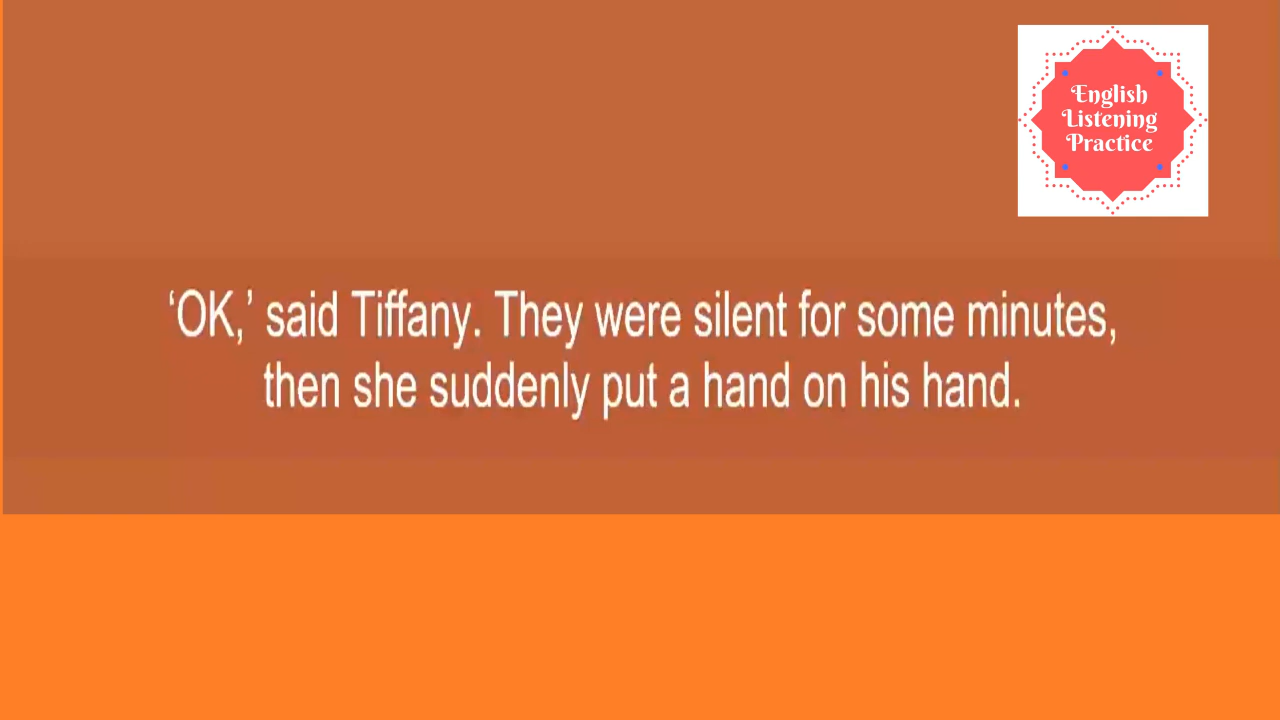 English
Listening
Practice
‘OK,’ said Tiffany. They were silent for some minutes,
then she suddenly put a hand on his hand.